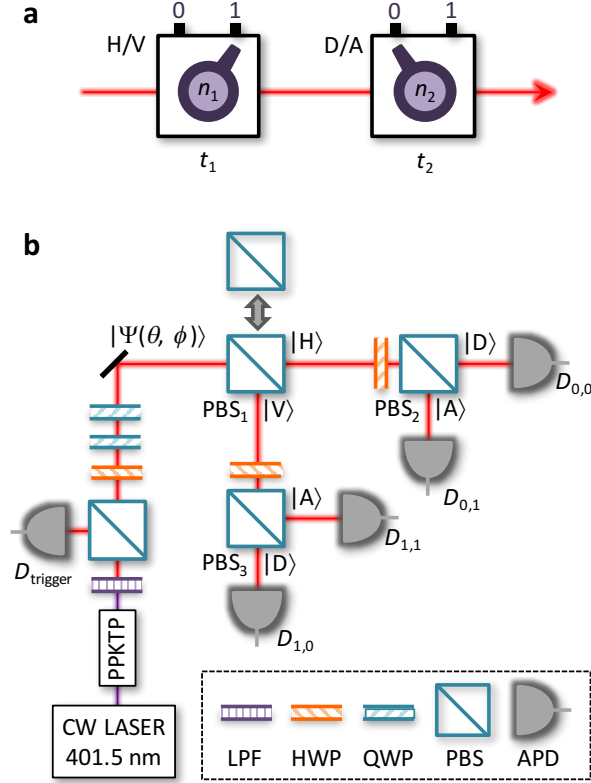 a
0 1
H/V
n₁
t₁
0 1
D/A
n₂
t₂
b
|Ψ(θ, ϕ)⟩
|H⟩
|D⟩
PBS₁
|V⟩
PBS₂
|A⟩
D₀,₀
D₀,₁
|A⟩
D₁,₁
PBS₃
|D⟩
D₁,₀
Dtrigger
PPKTP
CW LASER
401.5 nm
LPF HWP QWP PBS APD